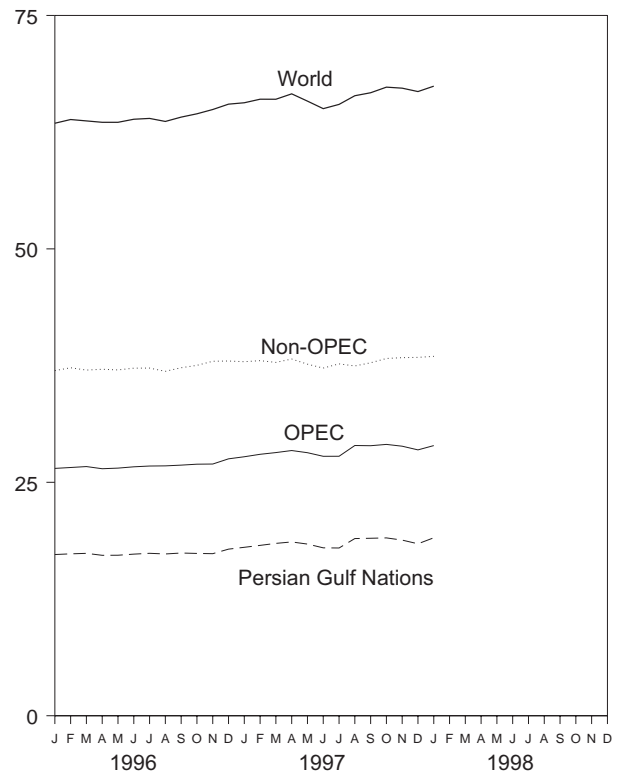 75
World
50
Non-OPEC
OPEC
25
Persian Gulf Nations
0
J F M A M J J A S O N D J F M A M J J A S O N D J F M A M J J A S O N D
1996 1997 1998